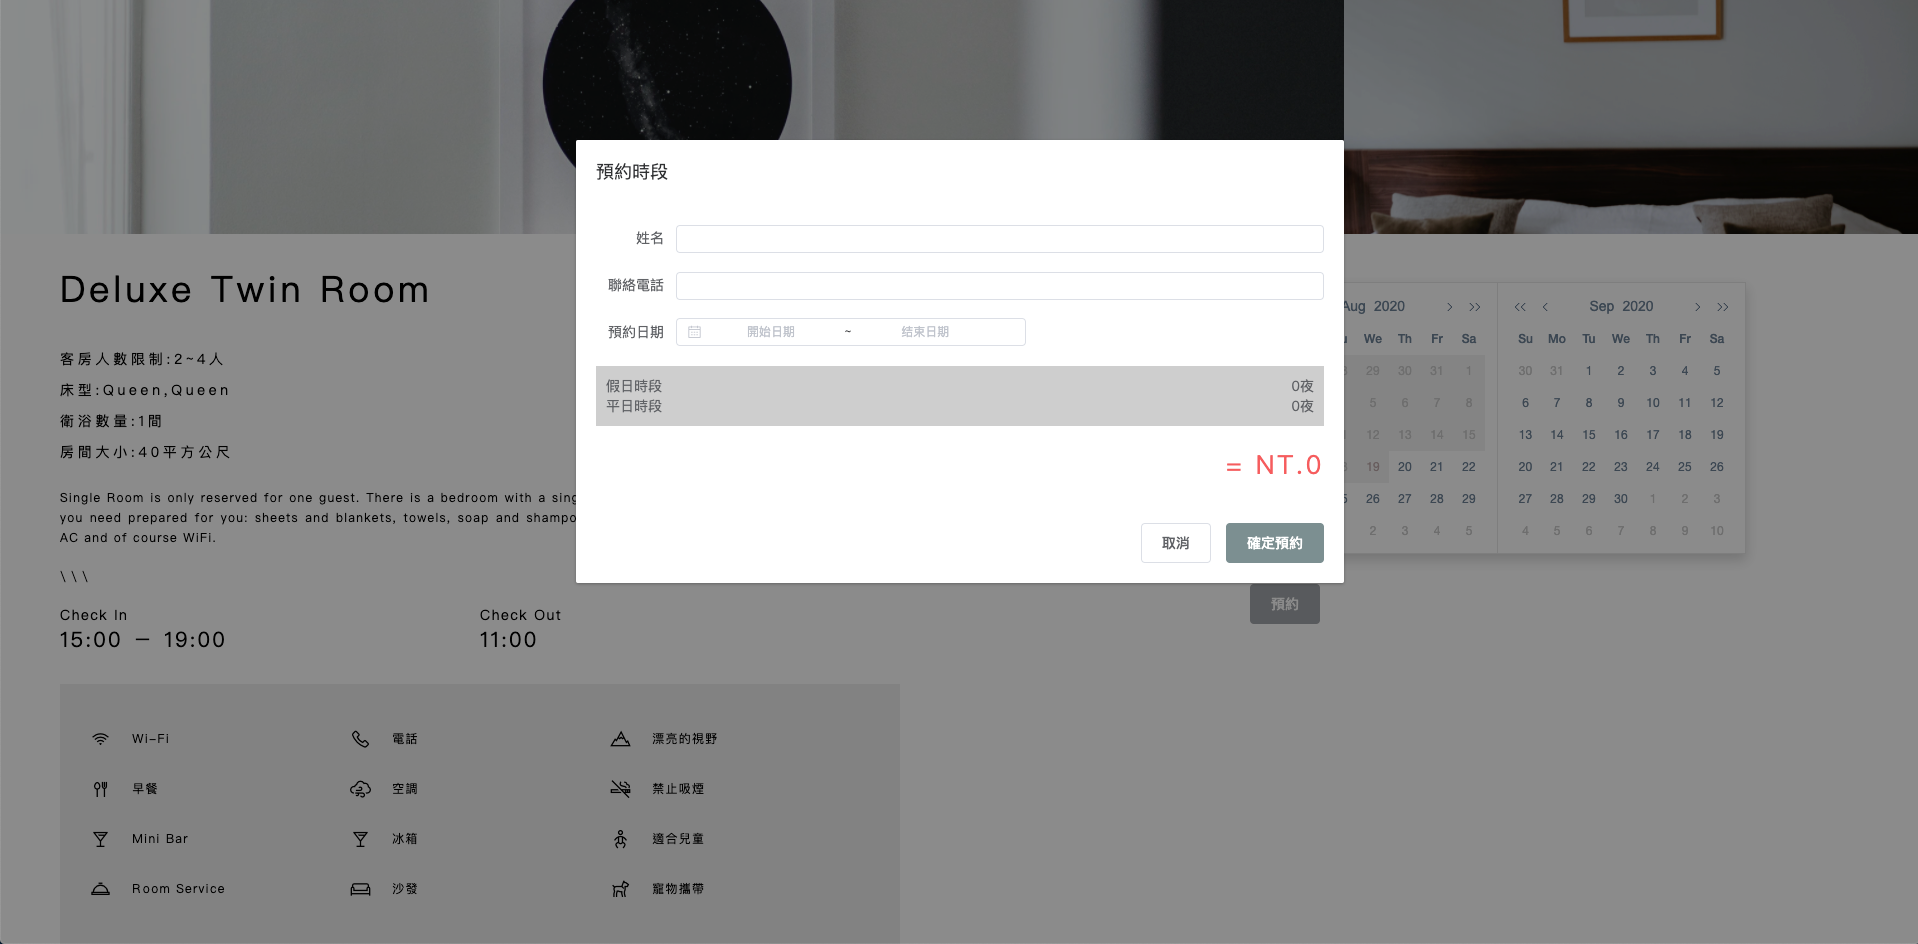 預約時段
姓名
聯絡電話
預約日期 開始日期 ~ 结束日期
假日時段 0夜
平日時段 0夜
= NT.0
取消 確定預約
Deluxe Twin Room
客房人數限制:2~4人
床型:Queen,Queen
衛浴數量:1間
房間大小:40平方公尺
Single Room is only reserved for one guest. There is a bedroom with a sing
you need prepared for you: sheets and blankets, towels, soap and shampo
AC and of course WiFi.
\ \ \
Check In Check Out
15:00 – 19:00 11:00
Wi-Fi 電話 漂亮的視野
早餐 空調 禁止吸煙
Mini Bar 冰箱 適合兒童
Room Service 沙發 寵物攜帶
Aug 2020
We Th Fr Sa
29 30 31 1
5 6 7 8
12 13 14 15
19 20 21 22
26 27 28 29
2 3 4 5
Sep 2020
Su Mo Tu We Th Fr Sa
30 31 1 2 3 4 5
6 7 8 9 10 11 12
13 14 15 16 17 18 19
20 21 22 23 24 25 26
27 28 29 30 1 2 3
4 5 6 7 8 9 10
預約